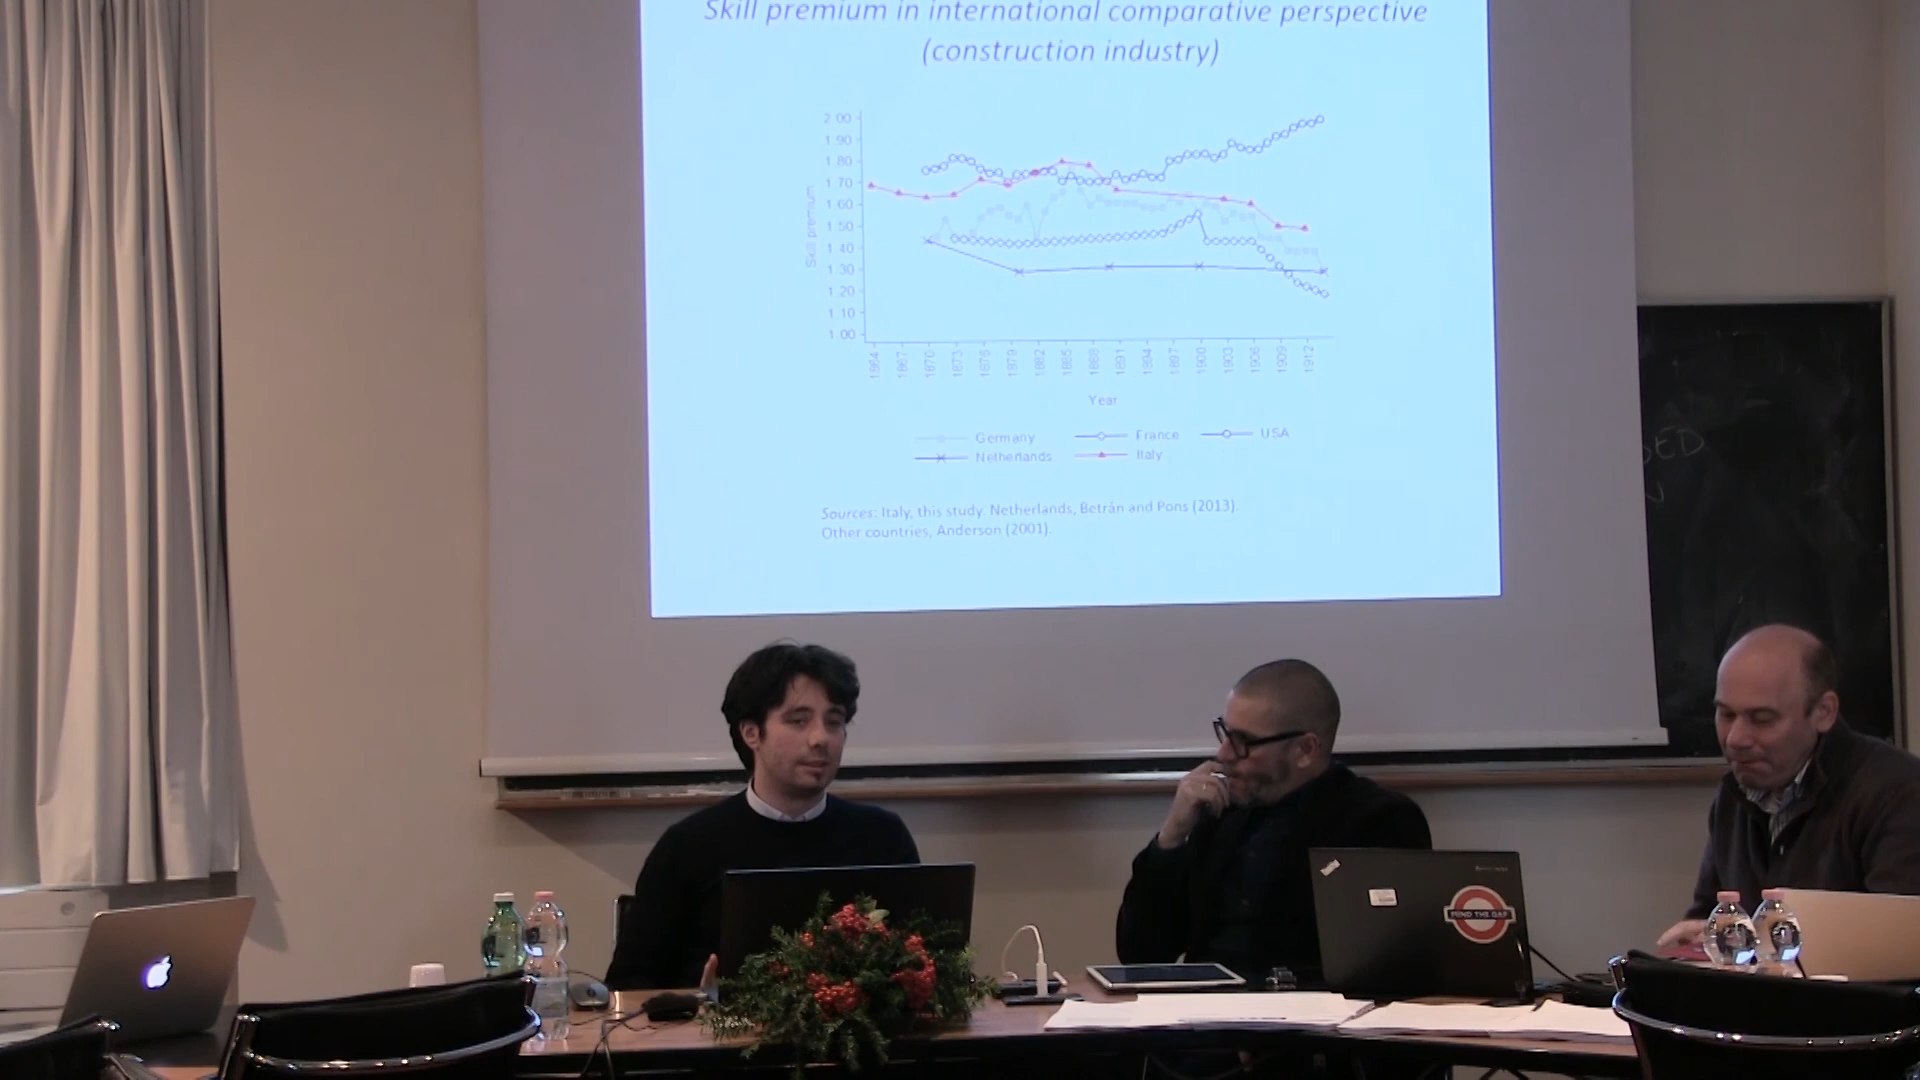 Skill premium in international comparative perspective
(construction industry)
2 00
1 90
1 80
1 70
1 60
1 50
1 40
1 30
1 20
1 10
1 00
Skill premium
1864 1867 1870 1873 1876 1879 1882 1885 1888 1891 1894 1897 1900 1903 1906 1909 1912
Year
Germany France USA
Netherlands Italy
Sources: Italy, this study. Netherlands, Betrán and Pons (2013).
Other countries, Anderson (2001).
THE GAP